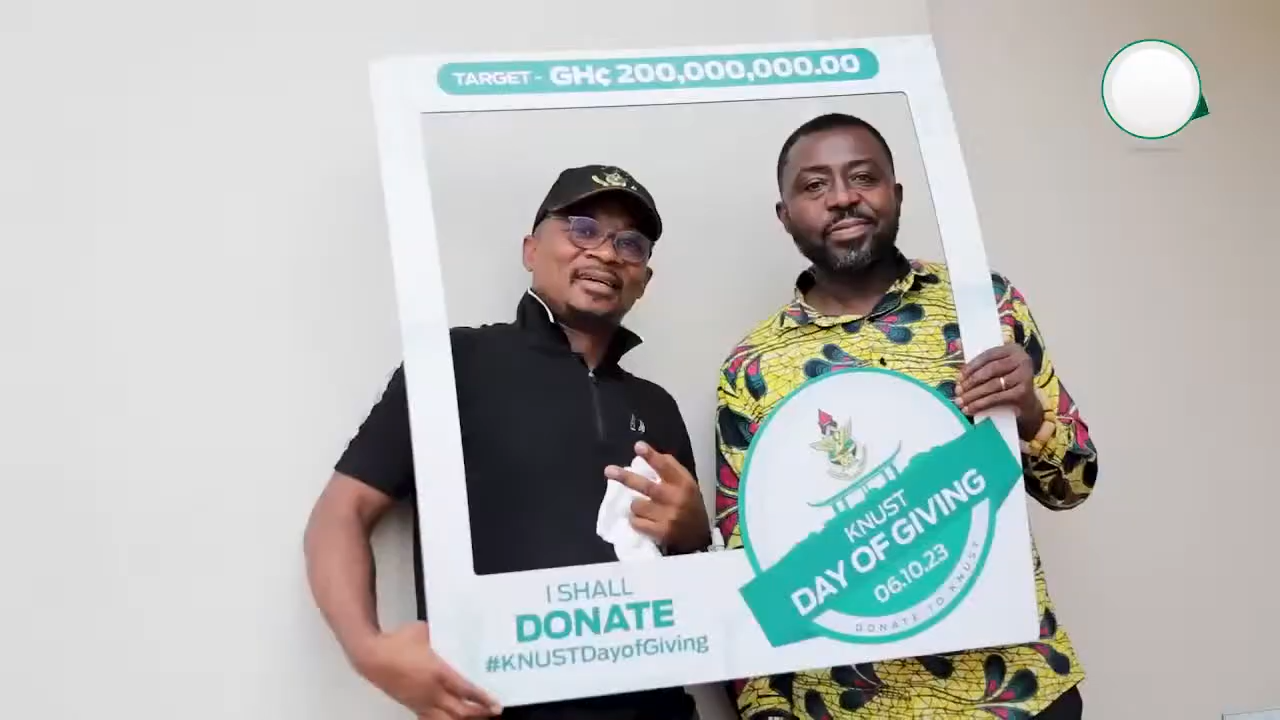 TARGET - GH₵ 200,000,000.00
I SHALL
DONATE
#KNUSTDayofGiving
KNUST
DAY OF GIVING
06.10.23
DONATE TO KNUST